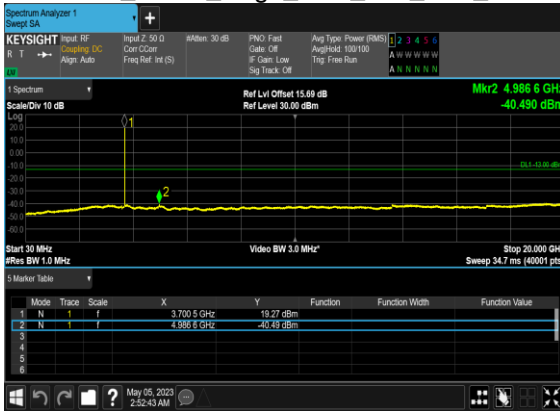 Spectrum Analyzer 1
Swept SA
KEYSIGHT Input: RF Input Z: 50 Ω #Atten: 30 dB PNO: Fast Avg Type: Power (RMS) 1 2 3 4 5 6
R T Coupling: DC Corr CCorr Gate: Off Avg|Hold: 100/100 A W W W W W
Align: Auto Freq Ref: Int (S) IF Gain: Low Trig: Free Run
Sig Track: Off A N N N N N
1 Spectrum Ref Lvl Offset 15.69 dB Mkr2 4.986 6 GHz
Scale/Div 10 dB Ref Level 30.00 dBm -40.490 dBm
Log
20.0 1
10.0
0.00
-10.0 DL1 -13.00 dBm
-20.0
-30.0
-40.0 2
-50.0
-60.0
Start 30 MHz Video BW 3.0 MHz* Stop 20.000 GH
#Res BW 1.0 MHz Sweep 34.7 ms (40001 pts
5 Marker Table
Mode Trace Scale X Y Function Function Width Function Value
1 N 1 f 3.700 5 GHz 19.27 dBm
2 N 1 f 4.986 6 GHz -40.49 dBm
3
4
5
6
? May 05, 2023
2:52:43 AM